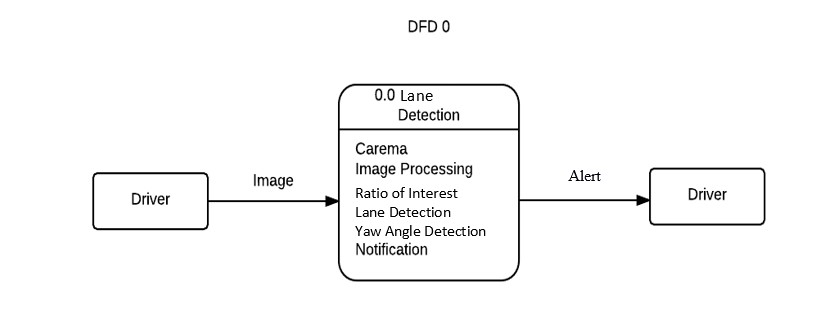 DFD 0
0.0 Lane
Detection
Carema
Image Processing
Ratio of Interest
Lane Detection
Yaw Angle Detection
Notification
Driver
Image
Alert
Driver